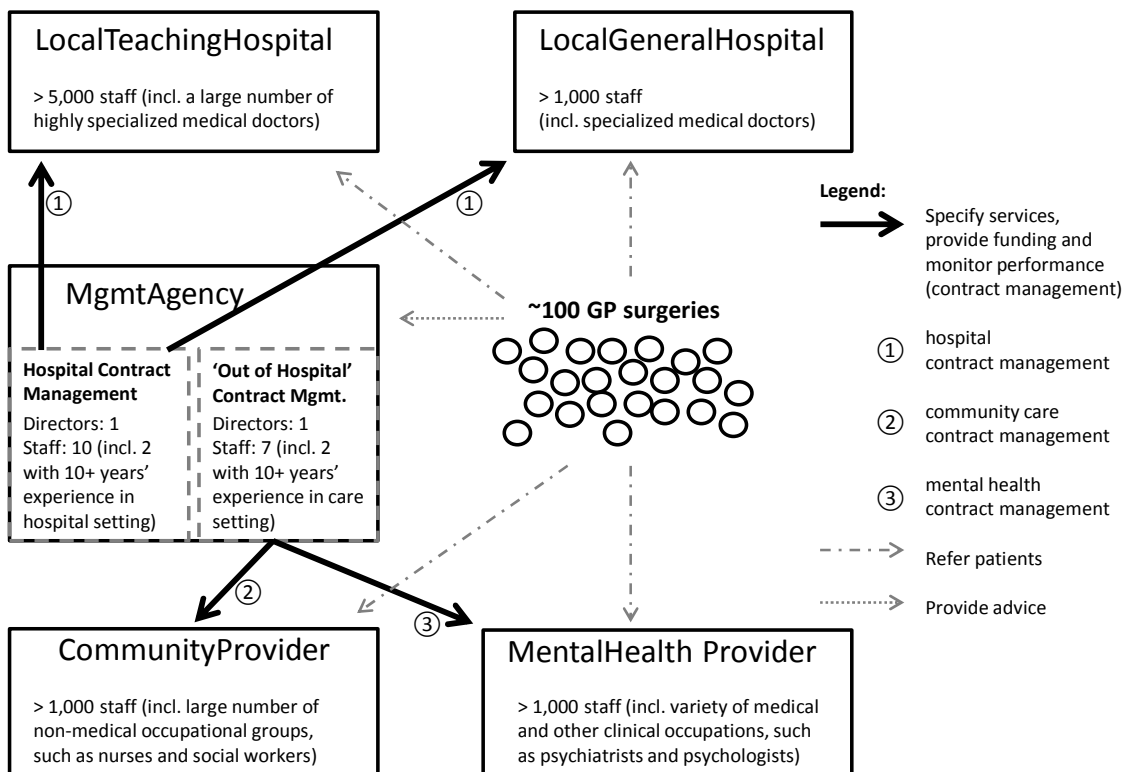 LocalTeachingHospital
> 5,000 staff (incl. a large number of
highly specialized medical doctors)
LocalGeneralHospital
> 1,000 staff
(incl. specialized medical doctors)
①
①
MgmtAgency
Hospital Contract
Management
Directors: 1
Staff: 10 (incl. 2
with 10+ years’
experience in
hospital setting)
‘Out of Hospital’
Contract Mgmt.
Directors: 1
Staff: 7 (incl. 2
with 10+ years’
experience in care
setting)
~100 GP surgeries
②
③
CommunityProvider
> 1,000 staff (incl. large number of
non-medical occupational groups,
such as nurses and social workers)
MentalHealth Provider
> 1,000 staff (incl. variety of medical
and other clinical occupations, such
as psychiatrists and psychologists)
Legend:
Specify services,
provide funding and
monitor performance
(contract management)
① hospital
contract management
② community care
contract management
③ mental health
contract management
Refer patients
Provide advice